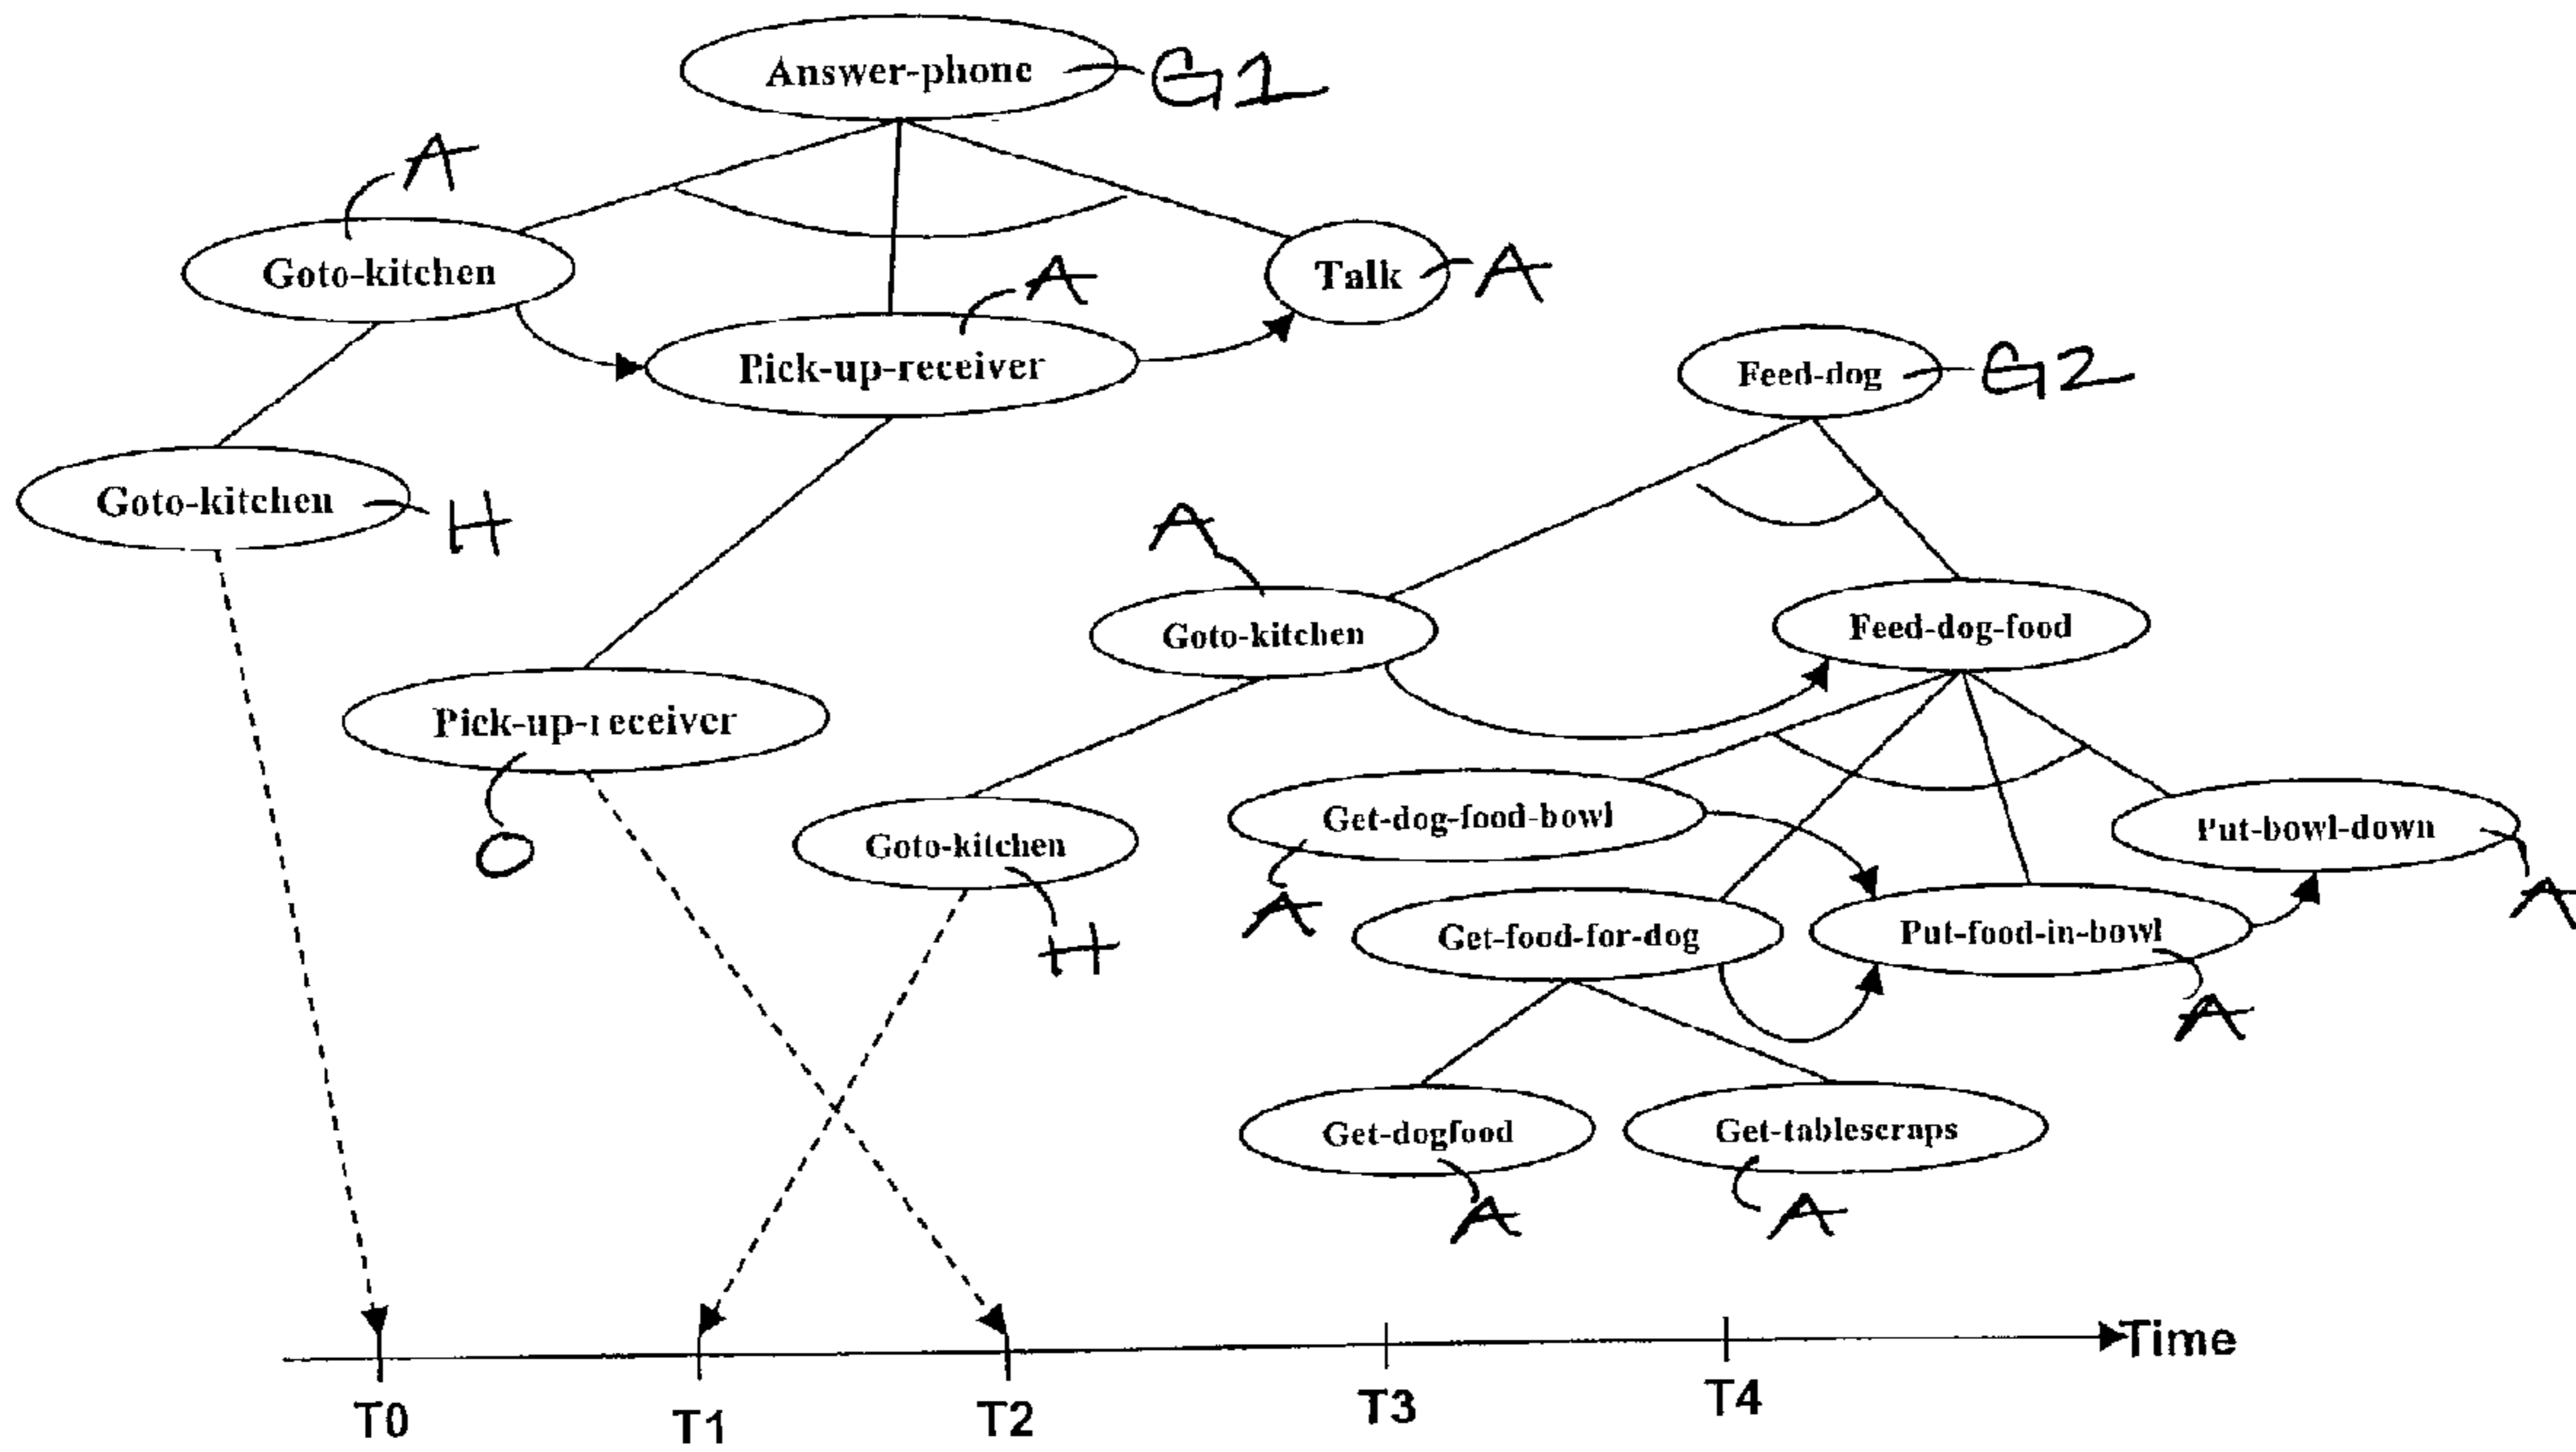 Answer-phone
G1
A
Goto-kitchen
A
Talk
A
Pick-up-receiver
Feed-dog
G2
Goto-kitchen
H
A
Goto-kitchen
Feed-dog-food
Pick-up-receiver
O
Goto-kitchen
H
Get-dog-food-bowl
A
Put-bowl-down
A
Get-food-for-dog
Put-food-in-bowl
A
Get-dogfood
A
Get-tablescraps
A
Time
T0
T1
T2
T3
T4